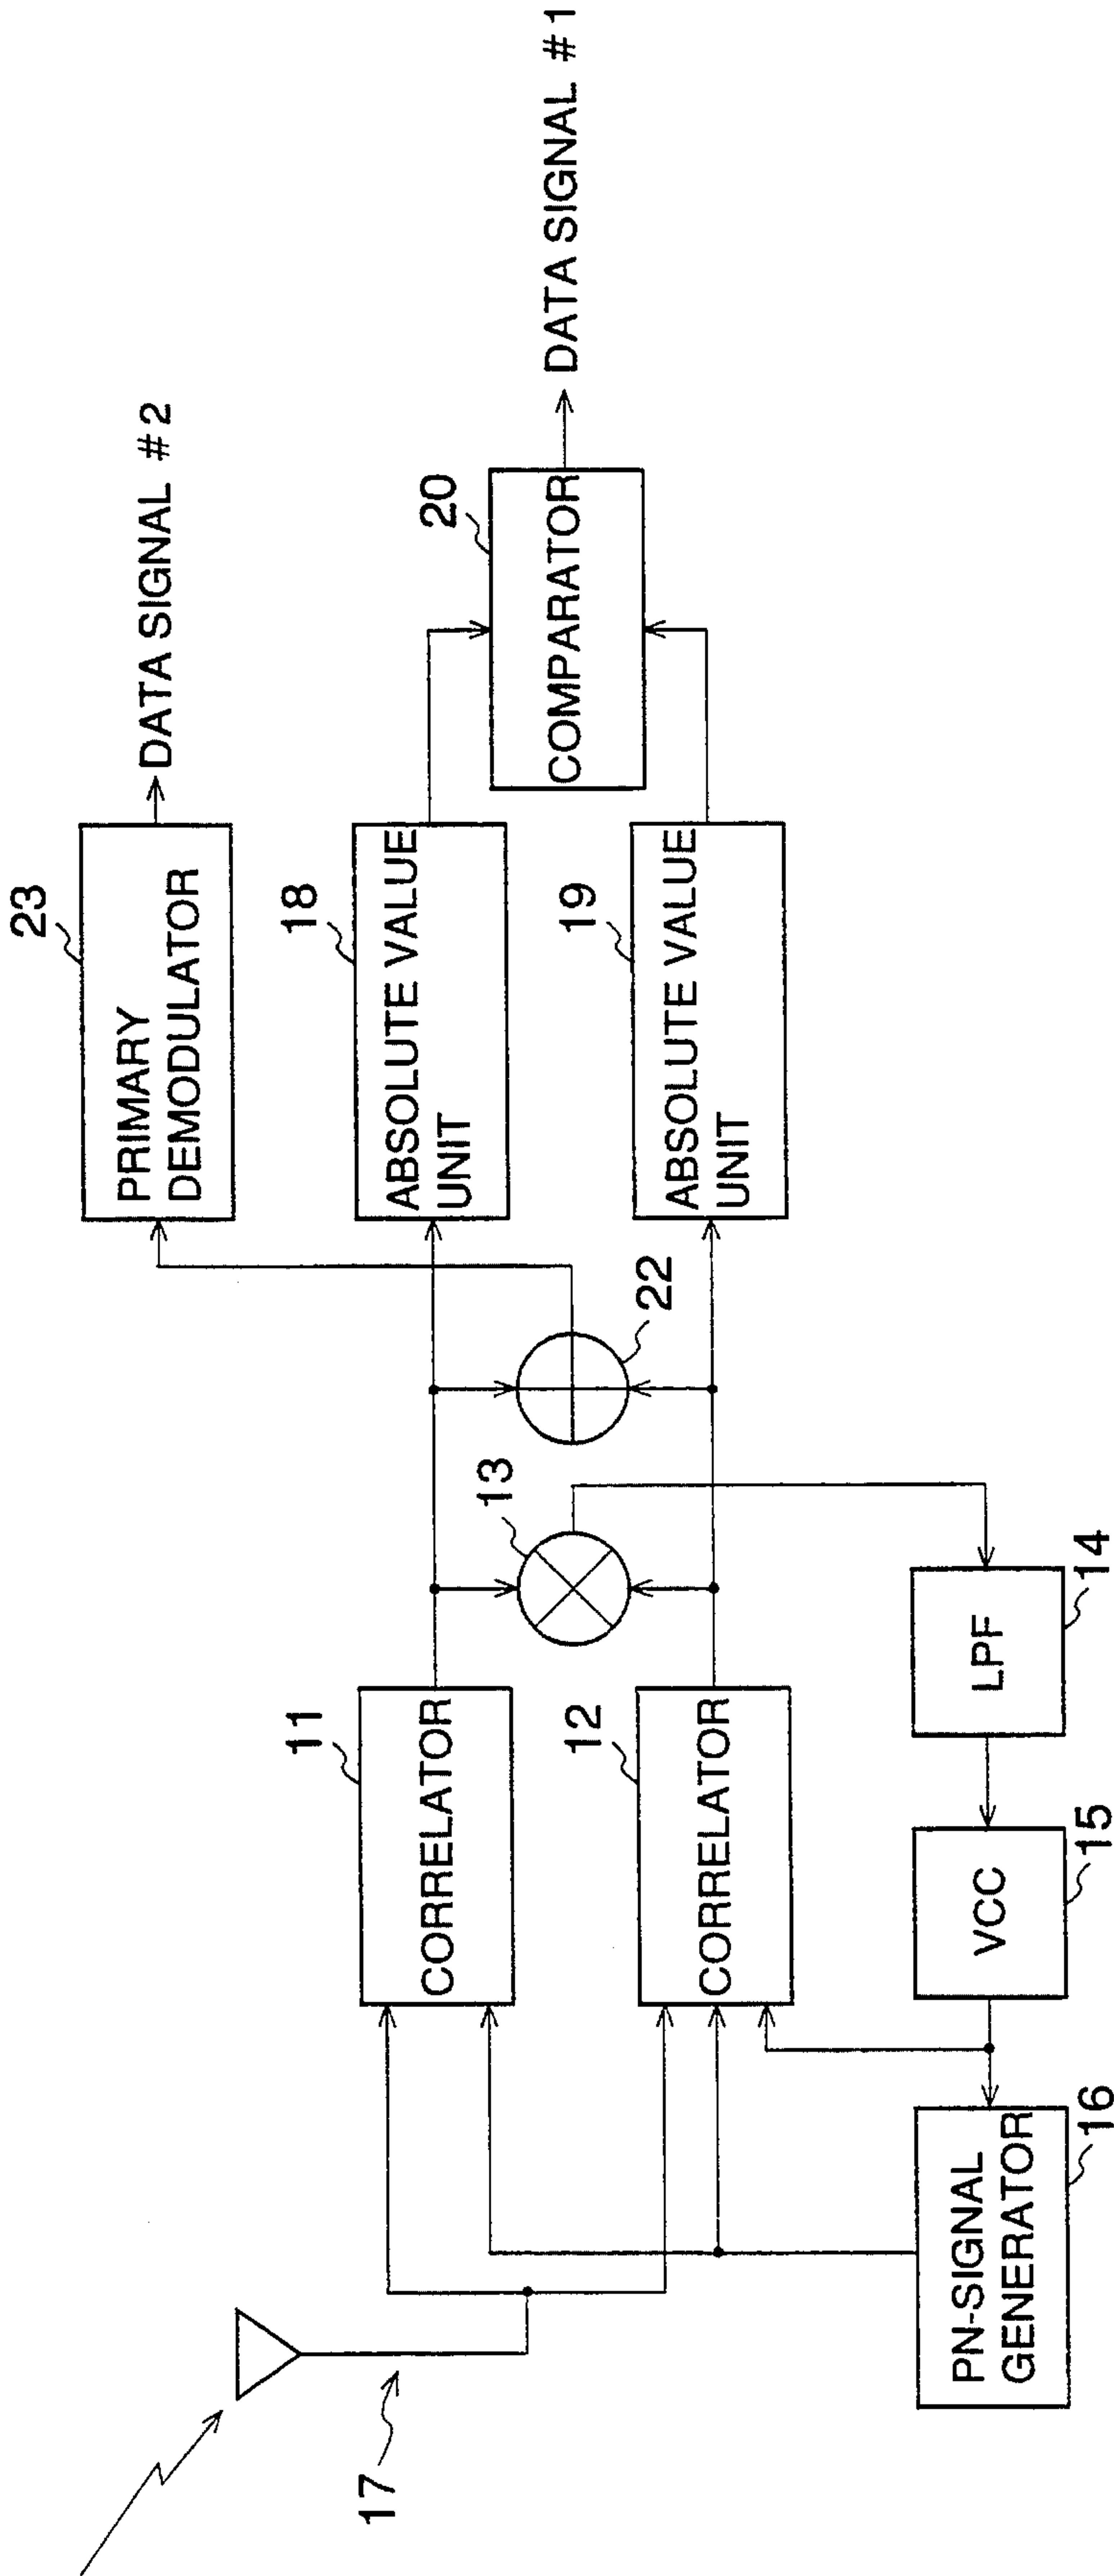 23
PRIMARY
DEMODULATOR
DATA SIGNAL #2
17
11
CORRELATOR
13
18
ABSOLUTE VALUE
UNIT
20
COMPARATOR
DATA SIGNAL #1
12
CORRELATOR
22
19
ABSOLUTE VALUE
UNIT
PN-SIGNAL
GENERATOR
16
VCC
15
LPF
14